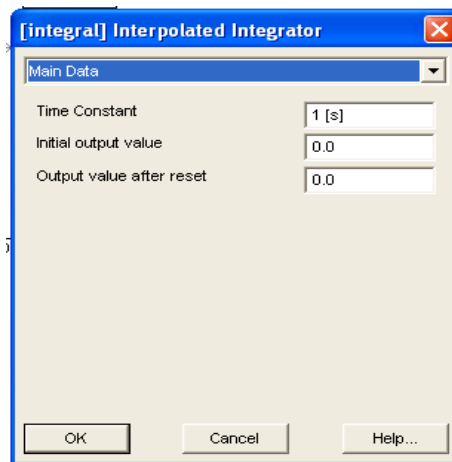 [integral] Interpolated Integrator
Main Data
Time Constant 1 [s]
Initial output value 0.0
Output value after reset 0.0
OK Cancel Help...